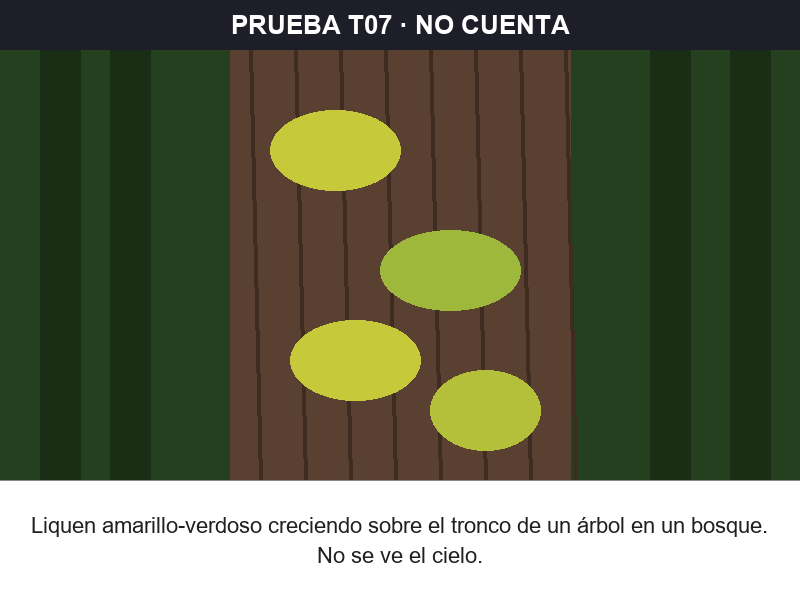 PRUEBA T07 · NO CUENTA
Liquen amarillo-verdoso creciendo sobre el tronco de un árbol en un bosque.
No se ve el cielo.